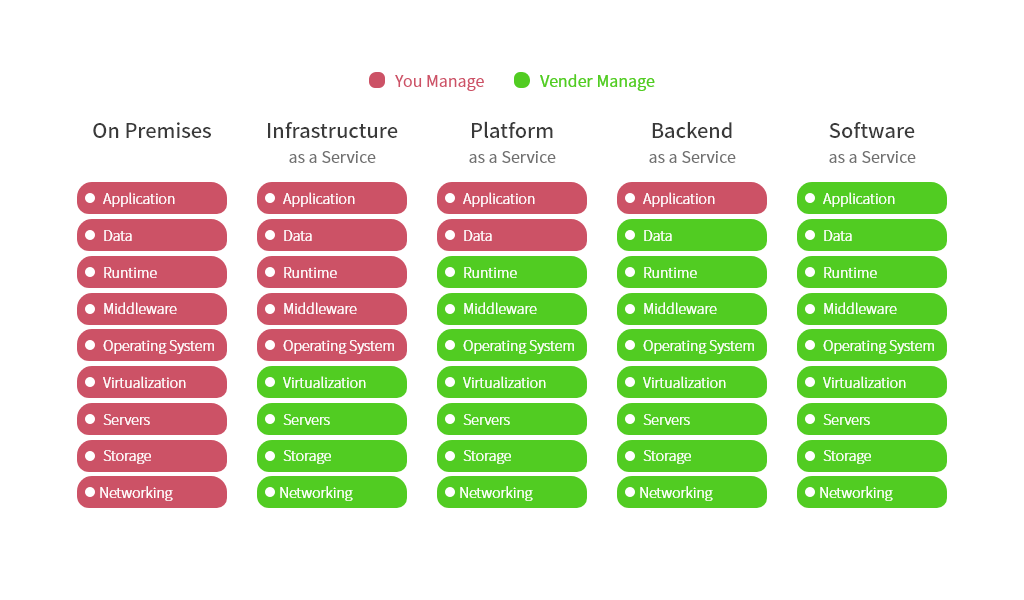 You Manage
Vender Manage
On Premises
Infrastructure
as a Service
Platform
as a Service
Backend
as a Service
Software
as a Service
Application
Data
Runtime
Middleware
Operating System
Virtualization
Servers
Storage
Networking
Application
Data
Runtime
Middleware
Operating System
Virtualization
Servers
Storage
Networking
Application
Data
Runtime
Middleware
Operating System
Virtualization
Servers
Storage
Networking
Application
Data
Runtime
Middleware
Operating System
Virtualization
Servers
Storage
Networking
Application
Data
Runtime
Middleware
Operating System
Virtualization
Servers
Storage
Networking